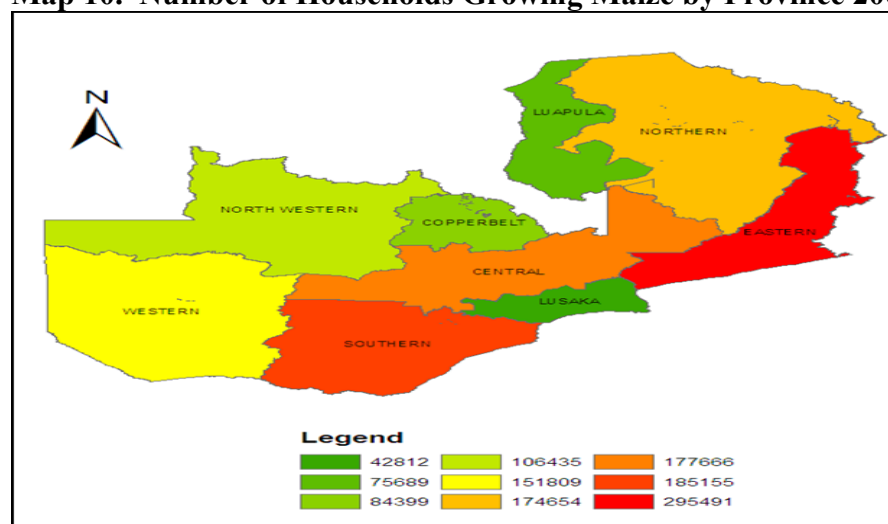 Map 10: Number of Households Growing Maize by Province
N
LUAPULA
NORTHERN
NORTH WESTERN
COPPERBELT
EASTERN
CENTRAL
LUSAKA
WESTERN
SOUTHERN
Legend
42812 106435 177666
75689 151809 185155
84399 174654 295491